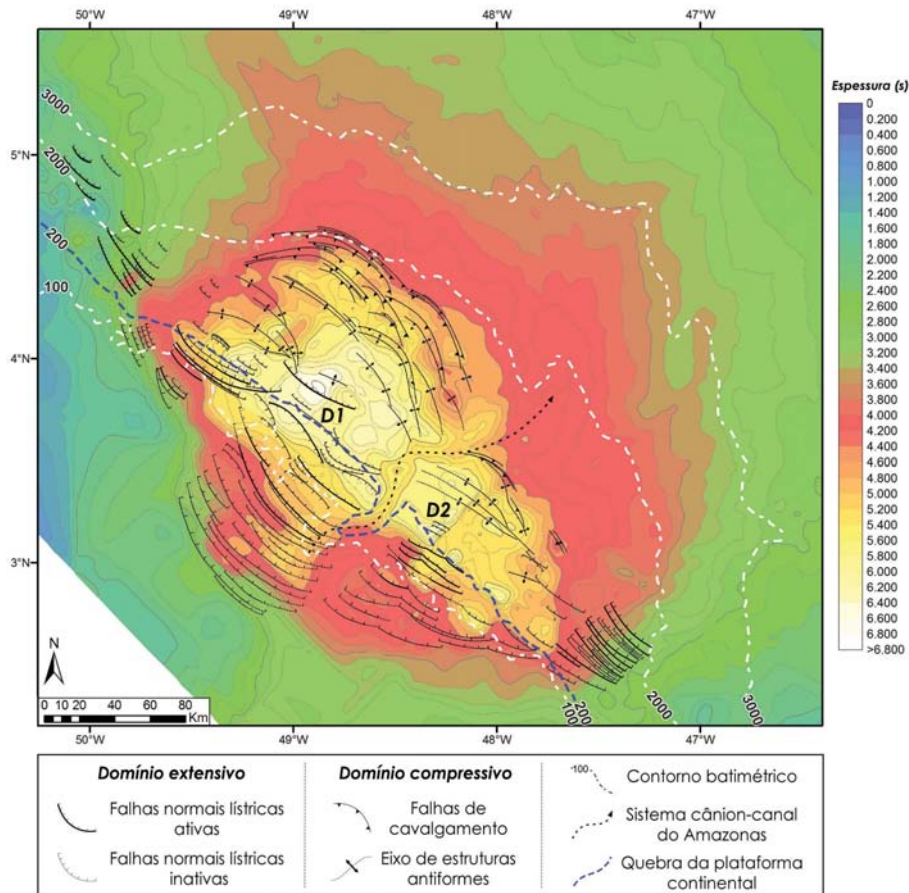 50°W 49°W 48°W 47°W
3000
5°N
2000
200
100
4°N
D1
D2
3°N
N
0 10 20 40 60 80
Km
100
200
2000
3000
50°W 49°W 48°W 47°W
Espessura (s)
0
0.200
0.400
0.600
0.800
1.000
1.200
1.400
1.600
1.800
2.000
2.200
2.400
2.600
2.800
3.000
3.200
3.400
3.600
3.800
4.000
4.200
4.400
4.600
4.800
5.000
5.200
5.400
5.600
5.800
6.000
6.200
6.400
6.600
6.800
>6.800
Domínio extensivo
Falhas normais lístricas
ativas
Falhas normais lístricas
inativas
Domínio compressivo
Falhas de
cavalgamento
Eixo de estruturas
antiformes
-100
Contorno batimétrico
Sistema cânion-canal
do Amazonas
Quebra da plataforma
continental